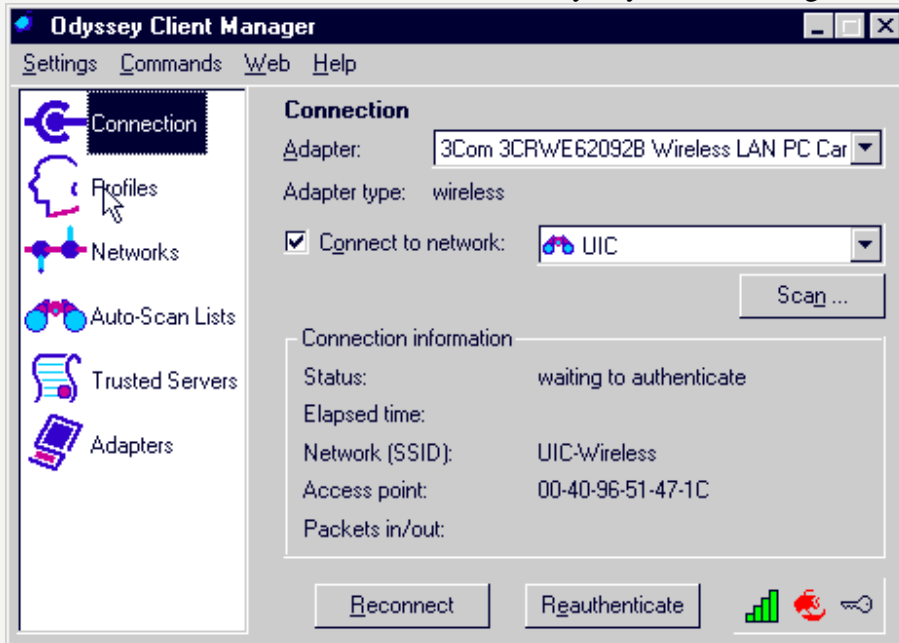 Odyssey Client Manager
Settings Commands Web Help
Connection
Profiles
Networks
Auto-Scan Lists
Trusted Servers
Adapters
Connection
Adapter: 3Com 3CRWE62092B Wireless LAN PC Car
Adapter type: wireless
Connect to network: UIC
Scan ...
Connection information
Status: waiting to authenticate
Elapsed time:
Network (SSID): UIC-Wireless
Access point: 00-40-96-51-47-1C
Packets in/out:
Reconnect Reauthenticate